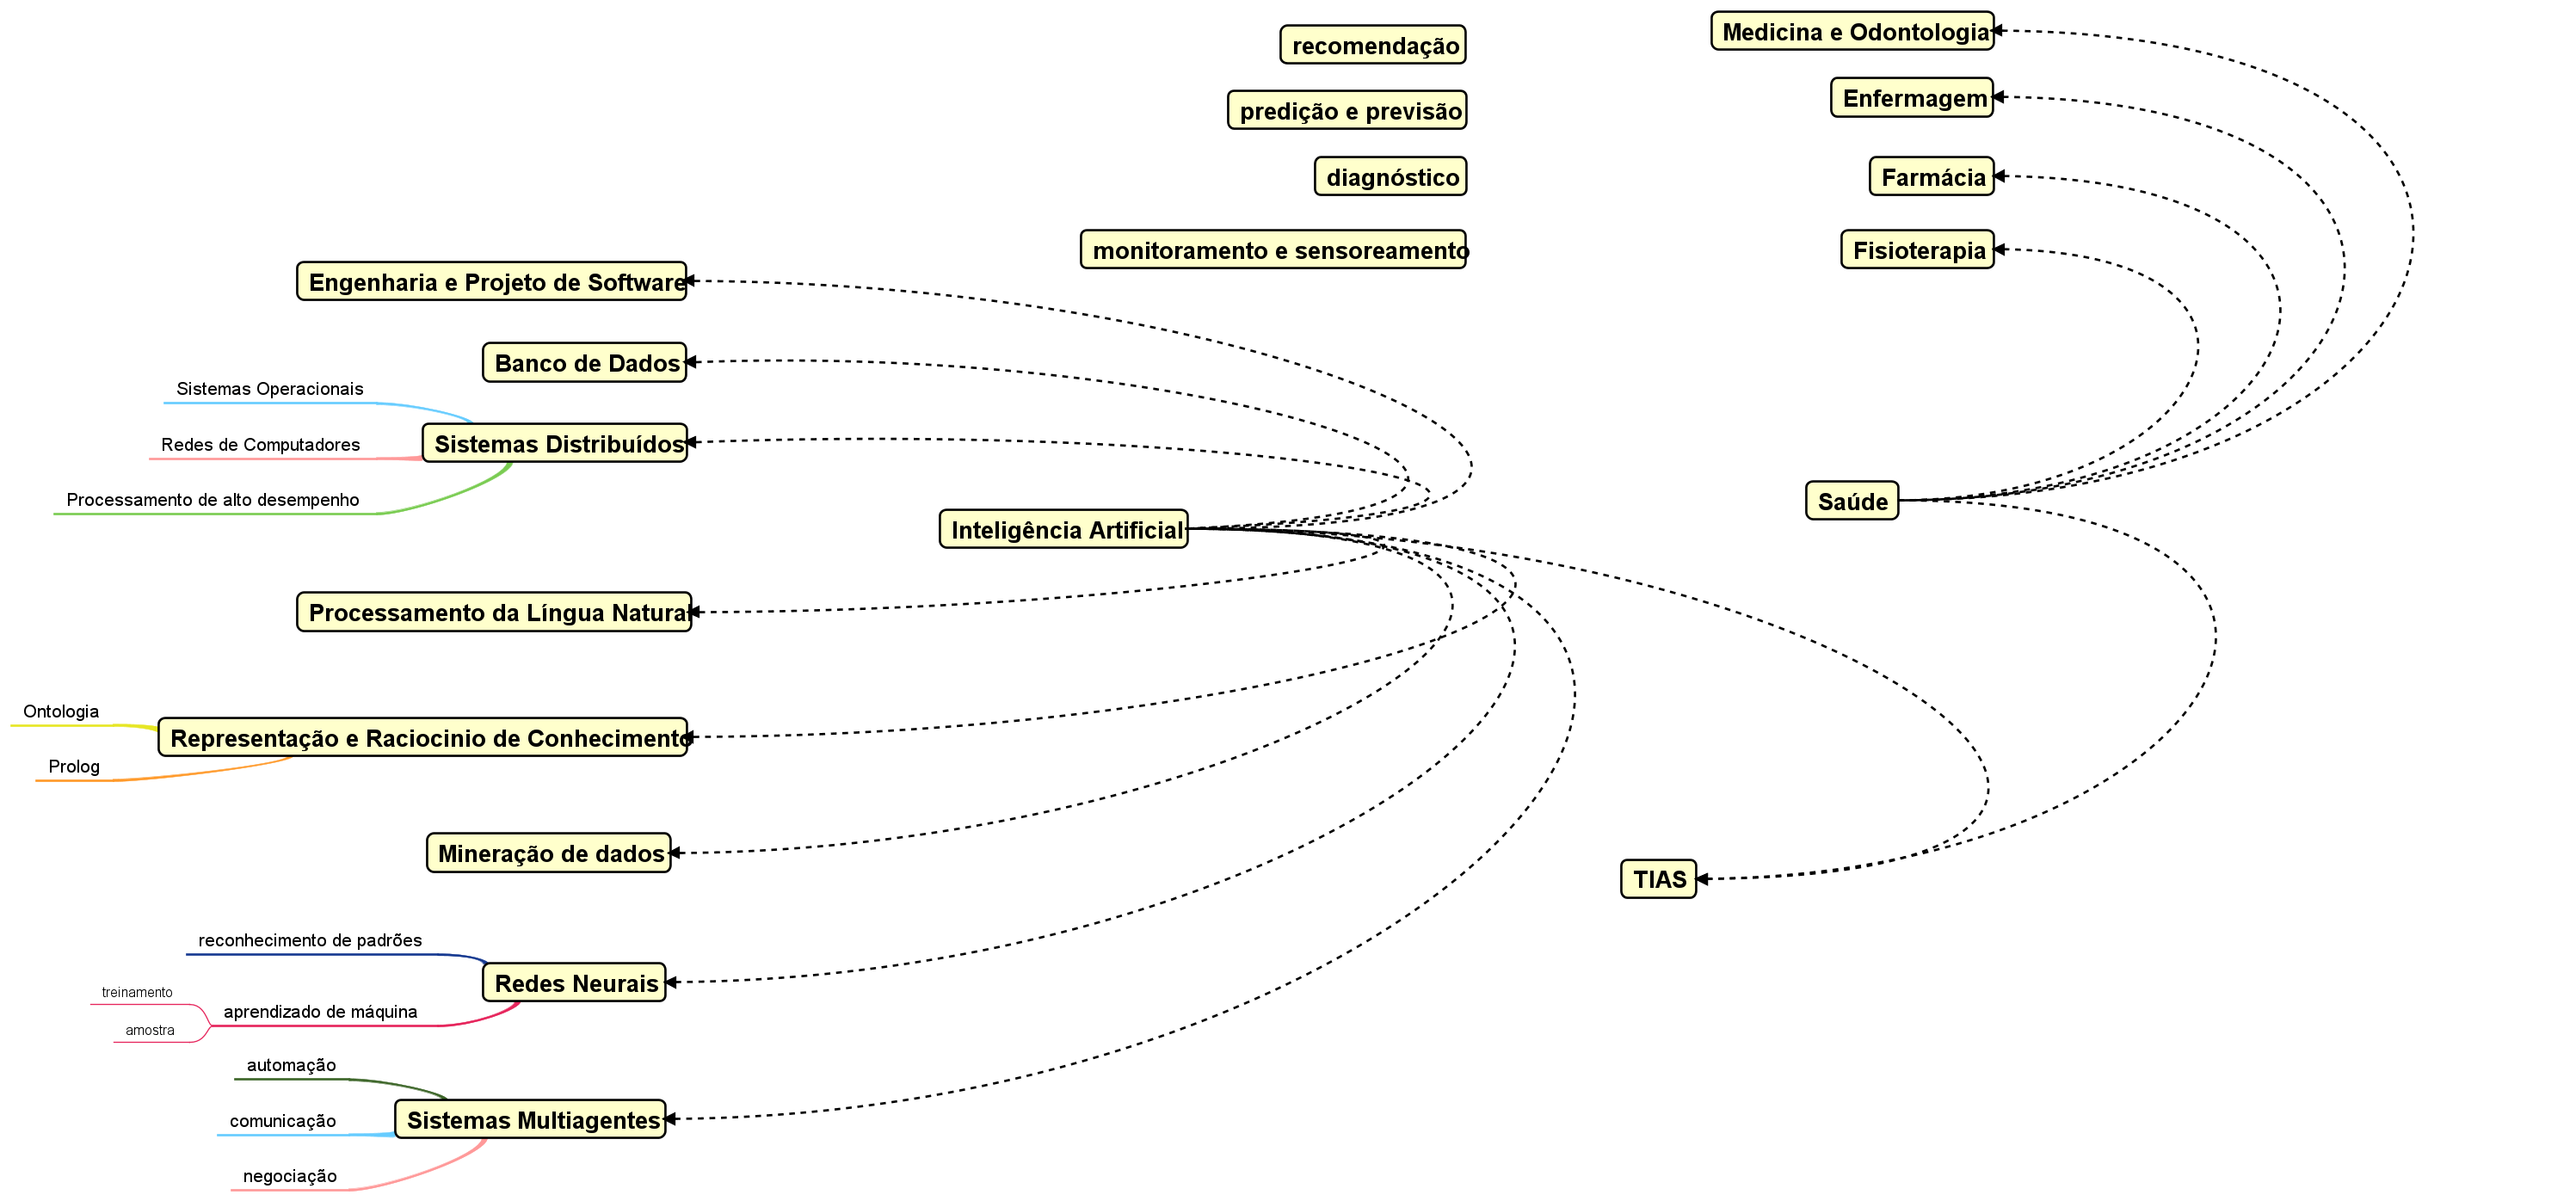 recomendação
predição e previsão
diagnóstico
monitoramento e sensoreamento
Medicina e Odontologia
Enfermagem
Farmácia
Fisioterapia
Engenharia e Projeto de Software
Banco de Dados
Sistemas Operacionais
Redes de Computadores
Processamento de alto desempenho
Sistemas Distribuídos
Inteligência Artificial
Saúde
Processamento da Língua Natural
Ontologia
Prolog
Representação e Raciocinio de Conhecimento
Mineração de dados
TIAS
reconhecimento de padrões
treinamento
amostra
aprendizado de máquina
Redes Neurais
automação
comunicação
negociação
Sistemas Multiagentes